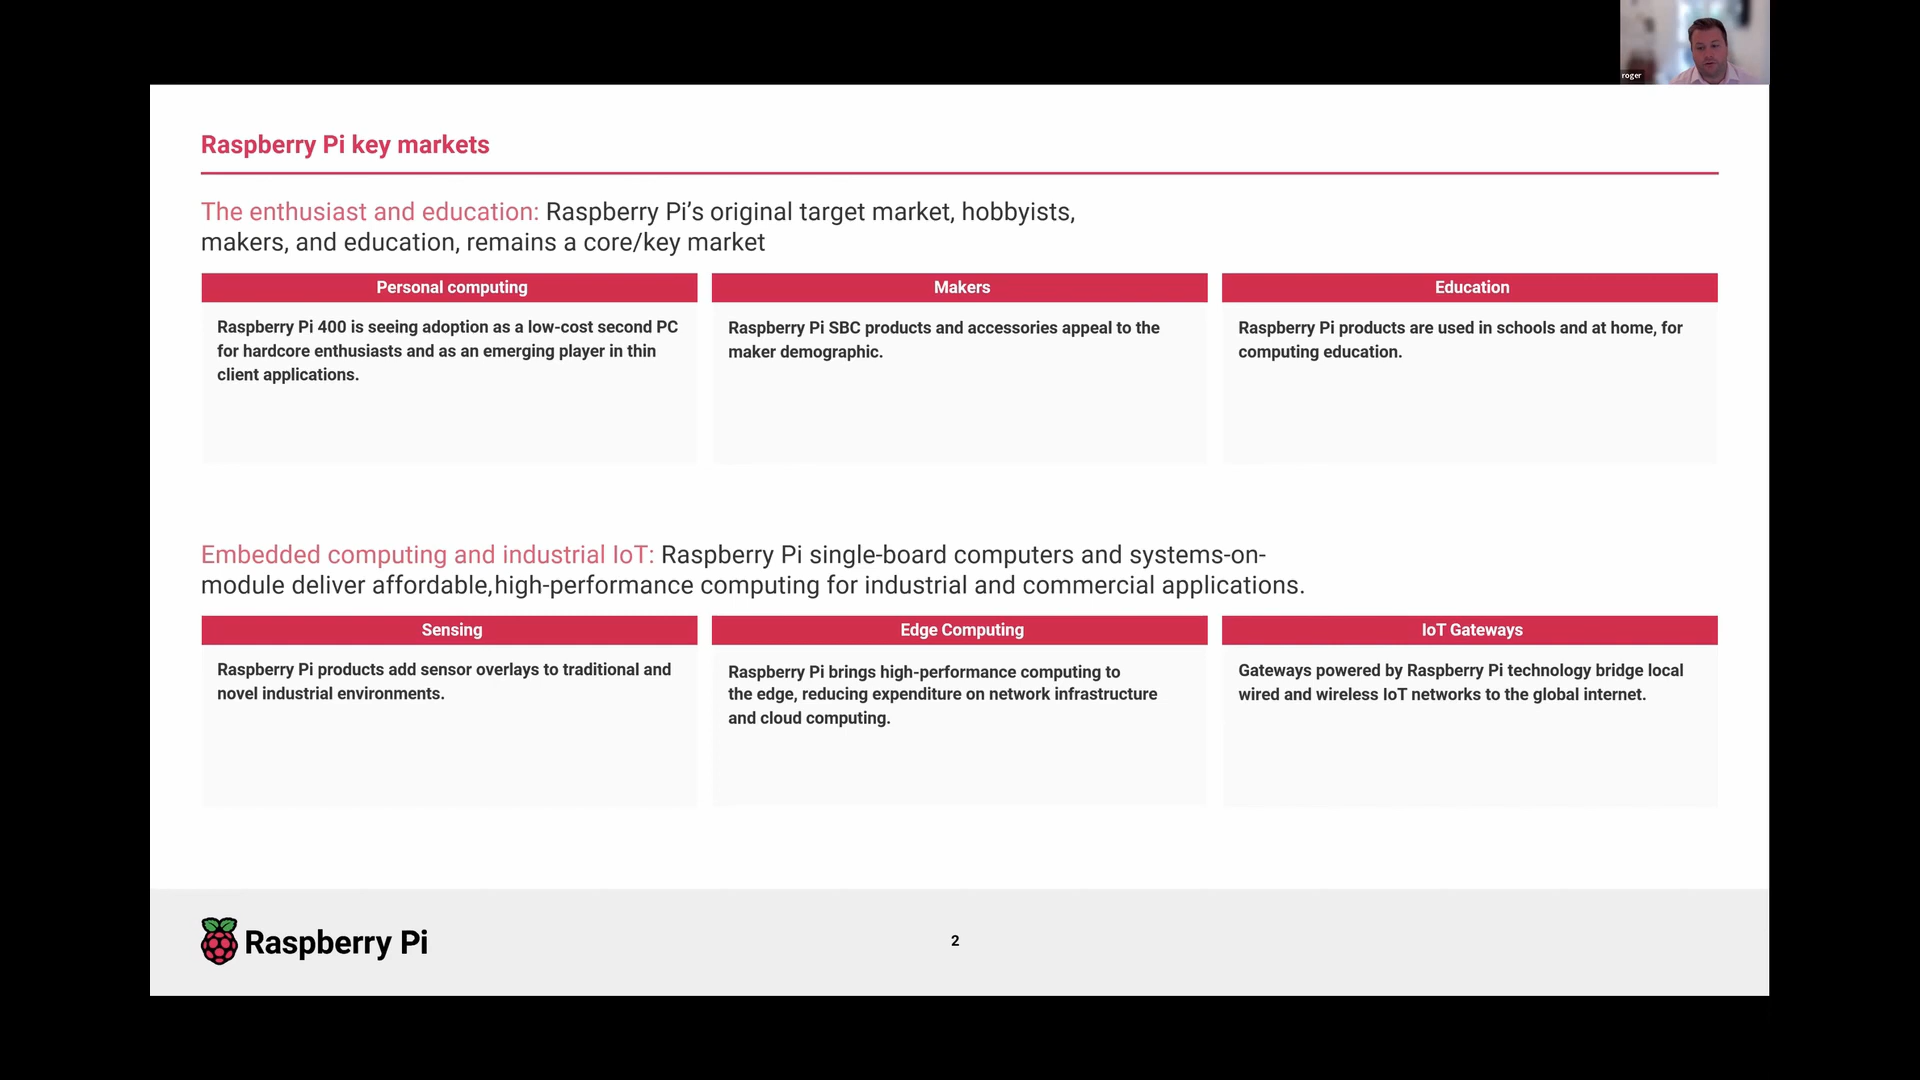 roger
Raspberry Pi key markets
The enthusiast and education: Raspberry Pi’s original target market, hobbyists,
makers, and education, remains a core/key market
Personal computing
Raspberry Pi 400 is seeing adoption as a low-cost second PC
for hardcore enthusiasts and as an emerging player in thin
client applications.
Makers
Raspberry Pi SBC products and accessories appeal to the
maker demographic.
Education
Raspberry Pi products are used in schools and at home, for
computing education.
Embedded computing and industrial IoT: Raspberry Pi single-board computers and systems-on-
module deliver affordable,high-performance computing for industrial and commercial applications.
Sensing
Raspberry Pi products add sensor overlays to traditional and
novel industrial environments.
Edge Computing
Raspberry Pi brings high-performance computing to
the edge, reducing expenditure on network infrastructure
and cloud computing.
IoT Gateways
Gateways powered by Raspberry Pi technology bridge local
wired and wireless IoT networks to the global internet.
Raspberry Pi
2